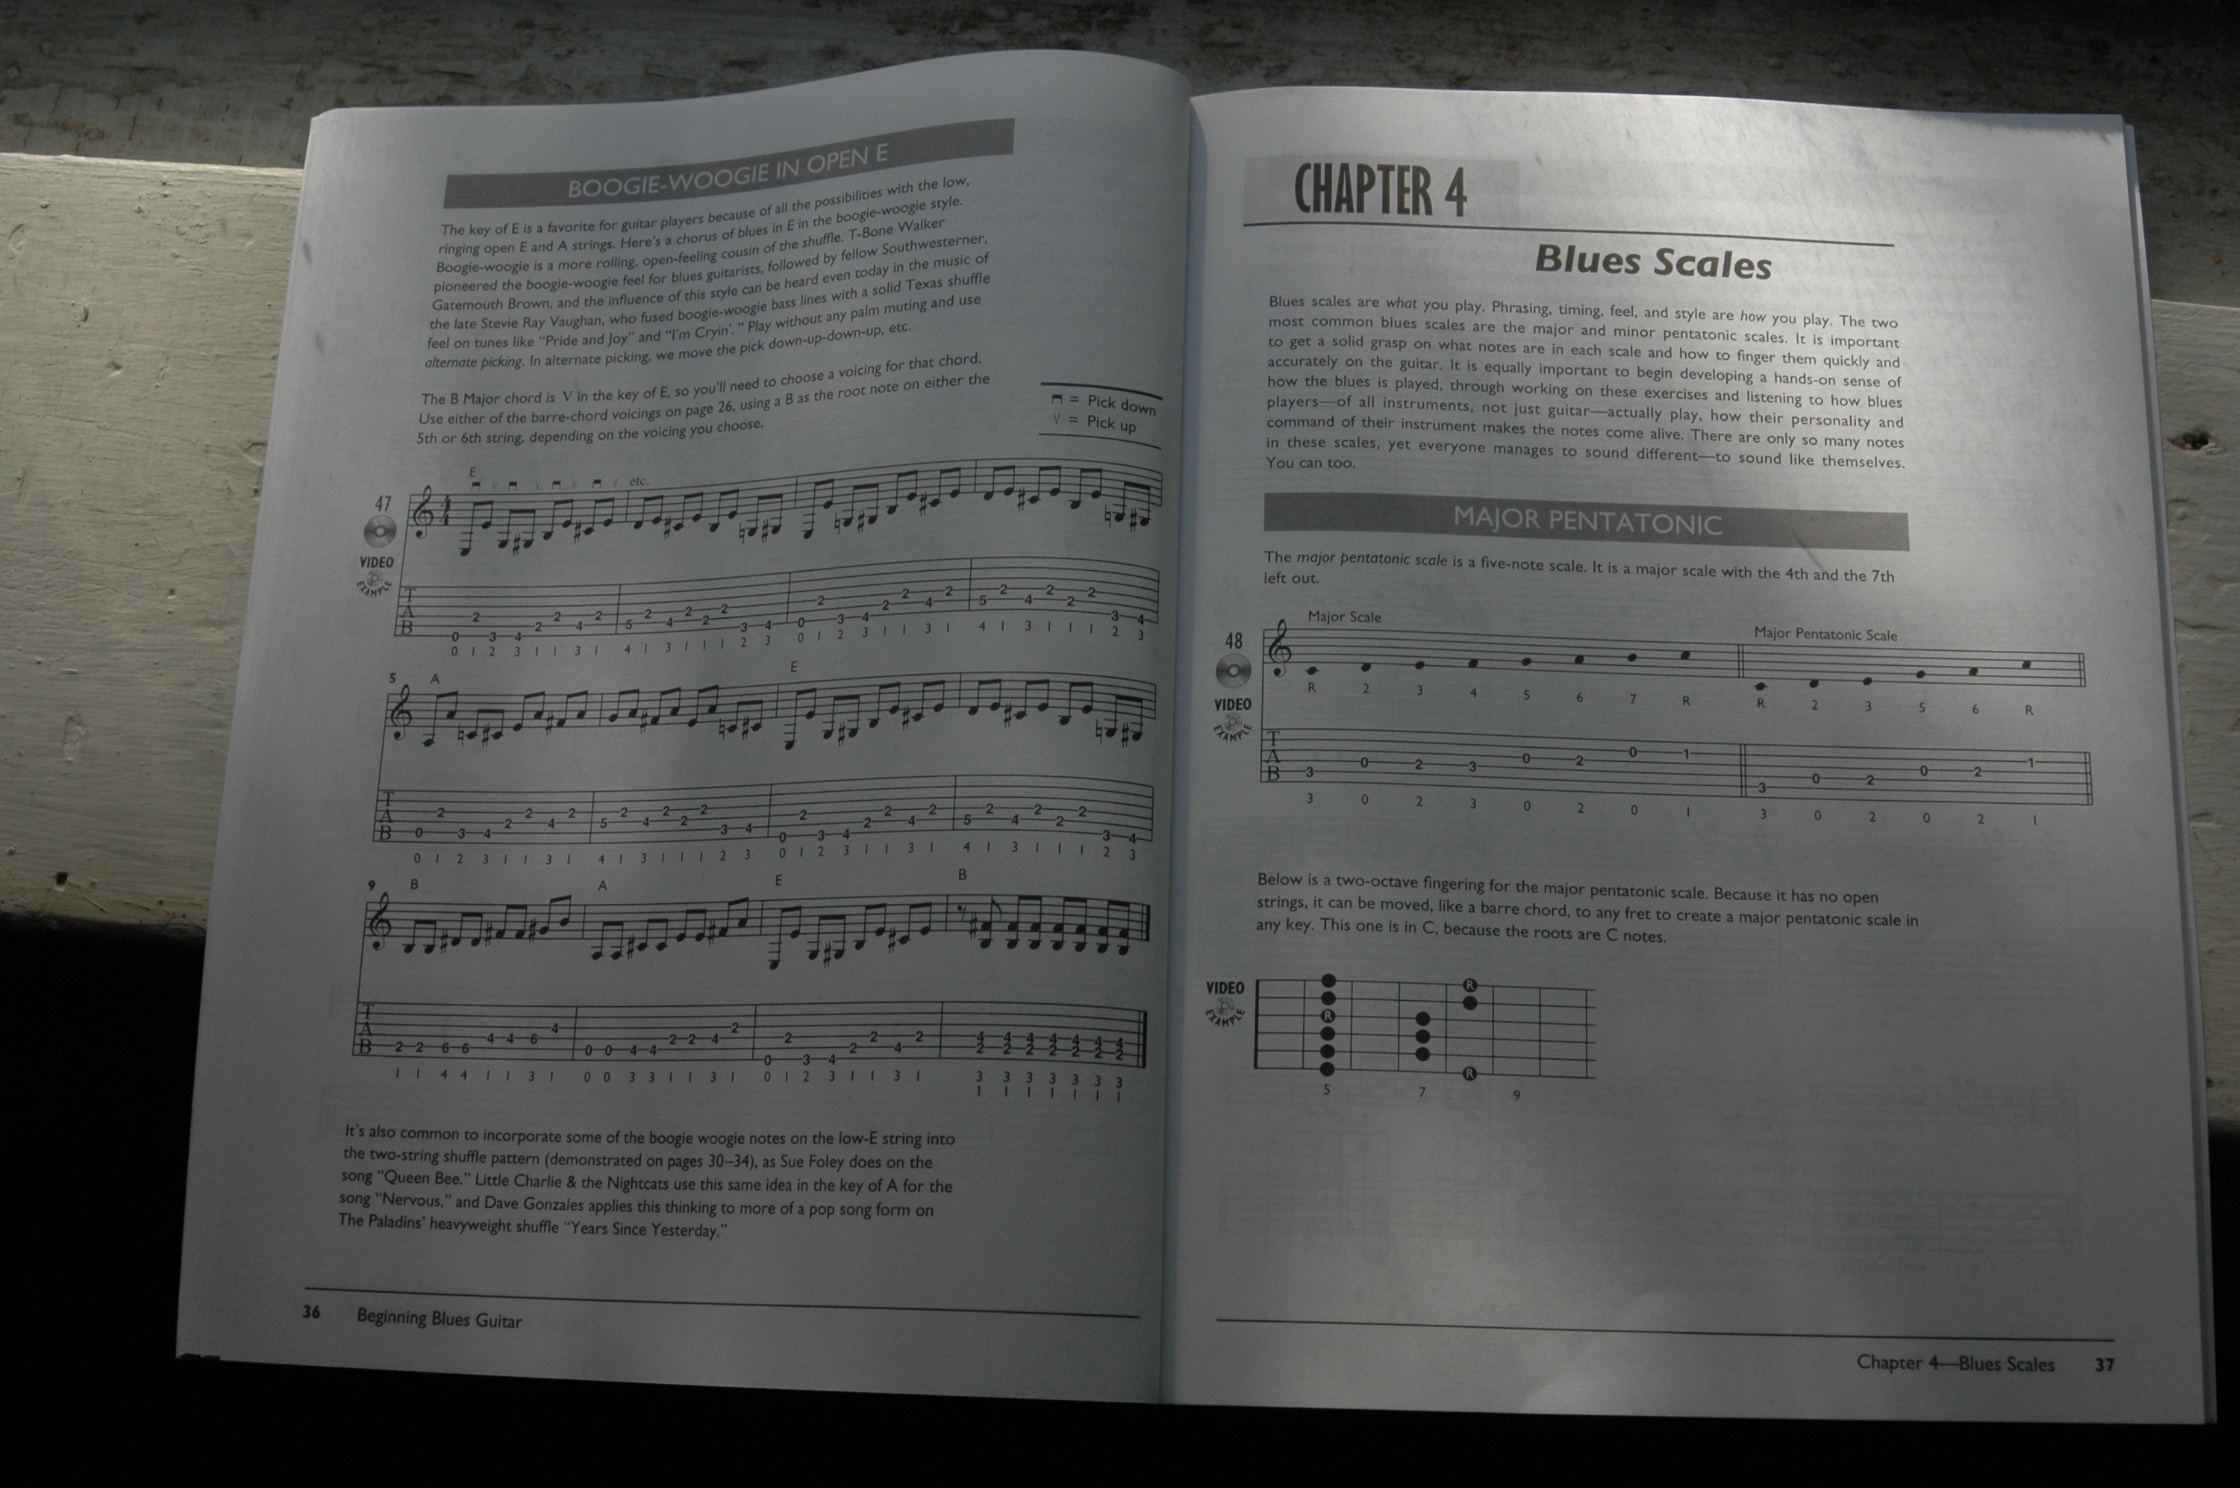 BOOGIE-WOOGIE IN OPEN E
The key of E is a favorite for guitar players because of all the possibilities with the low,
ringing open E and A strings. Here's a chorus of blues in E in the boogie-woogie style.
Boogie-woogie is a more rolling, open-feeling cousin of the shuffle. T-Bone Walker
pioneered the boogie-woogie feel for blues guitarists, followed by fellow Southwesterner,
Gatemouth Brown, and the influence of this style can be heard even today in the music of
the late Stevie Ray Vaughan, who fused boogie-woogie bass lines with a solid Texas shuffle
feel on tunes like "Pride and Joy" and "I'm Cryin'." Play without any palm muting and use
alternate picking. In alternate picking, we move the pick down-up-down-up, etc.
The B Major chord is V in the key of E, so you'll need to choose a voicing for that chord.
Use either of the barre-chord voicings on page 26, using a B as the root note on either the
5th or 6th string, depending on the voicing you choose.
= Pick down
V = Pick up
E
V V V V etc.
47
4
4
VIDEO
EXAMPLE
T
A
B
0 2 3 4 2 2 4 2 5 2 4 2 2 2 3 4 0 2 3 4 2 2 4 2 5 2 4 2 2 2 3 4
0 1 2 3 1 1 3 1 4 1 3 1 1 1 2 3 0 1 2 3 1 1 3 1 4 1 3 1 1 1 2 3
5 A E
T
A
B
0 2 3 4 2 2 4 2 5 2 4 2 2 2 3 4 0 2 3 4 2 2 4 2 5 2 4 2 2 2 3 4
0 1 2 3 1 1 3 1 4 1 3 1 1 1 2 3 0 1 2 3 1 1 3 1 4 1 3 1 1 1 2 3
9 B A E B
T
A
B
2 2 6 6 4 4 6 4 0 0 4 4 2 2 4 2 0 2 3 4 2 2 4 2 4 4 4 4 4 4 4
2 2 2 2 2 2 2
1 1 4 4 1 1 3 1 0 0 3 3 1 1 3 1 0 1 2 3 1 1 3 1 3 3 3 3 3 3 3
1 1 1 1 1 1 1
It's also common to incorporate some of the boogie woogie notes on the low-E string into
the two-string shuffle pattern (demonstrated on pages 30–34), as Sue Foley does on the
song "Queen Bee." Little Charlie & the Nightcats use this same idea in the key of A for the
song "Nervous," and Dave Gonzales applies this thinking to more of a pop song form on
The Paladins' heavyweight shuffle "Years Since Yesterday."
36 Beginning Blues Guitar
CHAPTER 4
Blues Scales
Blues scales are what you play. Phrasing, timing, feel, and style are how you play. The two
most common blues scales are the major and minor pentatonic scales. It is important
to get a solid grasp on what notes are in each scale and how to finger them quickly and
accurately on the guitar. It is equally important to begin developing a hands-on sense of
how the blues is played, through working on these exercises and listening to how blues
players—of all instruments, not just guitar—actually play, how their personality and
command of their instrument makes the notes come alive. There are only so many notes
in these scales, yet everyone manages to sound different—to sound like themselves.
You can too.
MAJOR PENTATONIC
The major pentatonic scale is a five-note scale. It is a major scale with the 4th and the 7th
left out.
Major Scale Major Pentatonic Scale
48
VIDEO
EXAMPLE
R 2 3 4 5 6 7 R R 2 3 5 6 R
T
A
B
3 0 2 3 0 2 0 1 3 0 2 0 2 1
3 0 2 3 0 2 0 1 3 0 2 0 2 1
Below is a two-octave fingering for the major pentatonic scale. Because it has no open
strings, it can be moved, like a barre chord, to any fret to create a major pentatonic scale in
any key. This one is in C, because the roots are C notes.
VIDEO
EXAMPLE
R
R
R
5 7 9
Chapter 4—Blues Scales 37